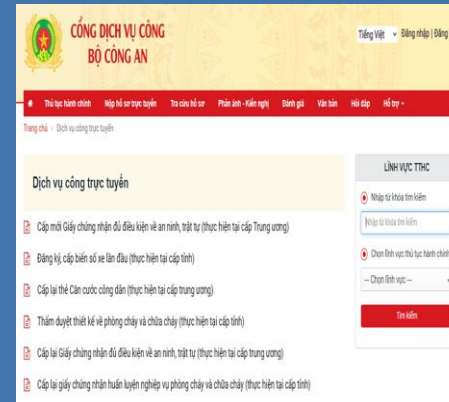 CỔNG DỊCH VỤ CÔNG
BỘ CÔNG AN
Tiếng Việt Đăng nhập | Đăng
Thủ tục hành chính Nộp hồ sơ trực tuyến Tra cứu hồ sơ Phản ánh - Kiến nghị Đánh giá Văn bản Hỏi đáp Hỗ trợ
Trang chủ Dịch vụ công trực tuyến
Dịch vụ công trực tuyến
Cấp mới Giấy chứng nhận đủ điều kiện về an ninh, trật tự (thực hiện tại cấp Trung ương)
Đăng ký, cấp biển số xe lần đầu (thực hiện tại cấp tỉnh)
Cấp lại thẻ Căn cước công dân (thực hiện tại cấp trung ương)
Thẩm duyệt thiết kế về phòng cháy và chữa cháy (thực hiện tại cấp tỉnh)
Cấp lại Giấy chứng nhận đủ điều kiện về an ninh, trật tự (thực hiện tại cấp trung ương)
Cấp lại giấy chứng nhận huấn luyện nghiệp vụ phòng cháy và chữa cháy (thực hiện tại cấp tỉnh)
LĨNH VỰC TTHC
Nhập từ khóa tìm kiếm
Nhập từ khóa tìm kiếm
Chọn lĩnh vực thủ tục hành chính
-- Chọn lĩnh vực --
Tìm kiếm